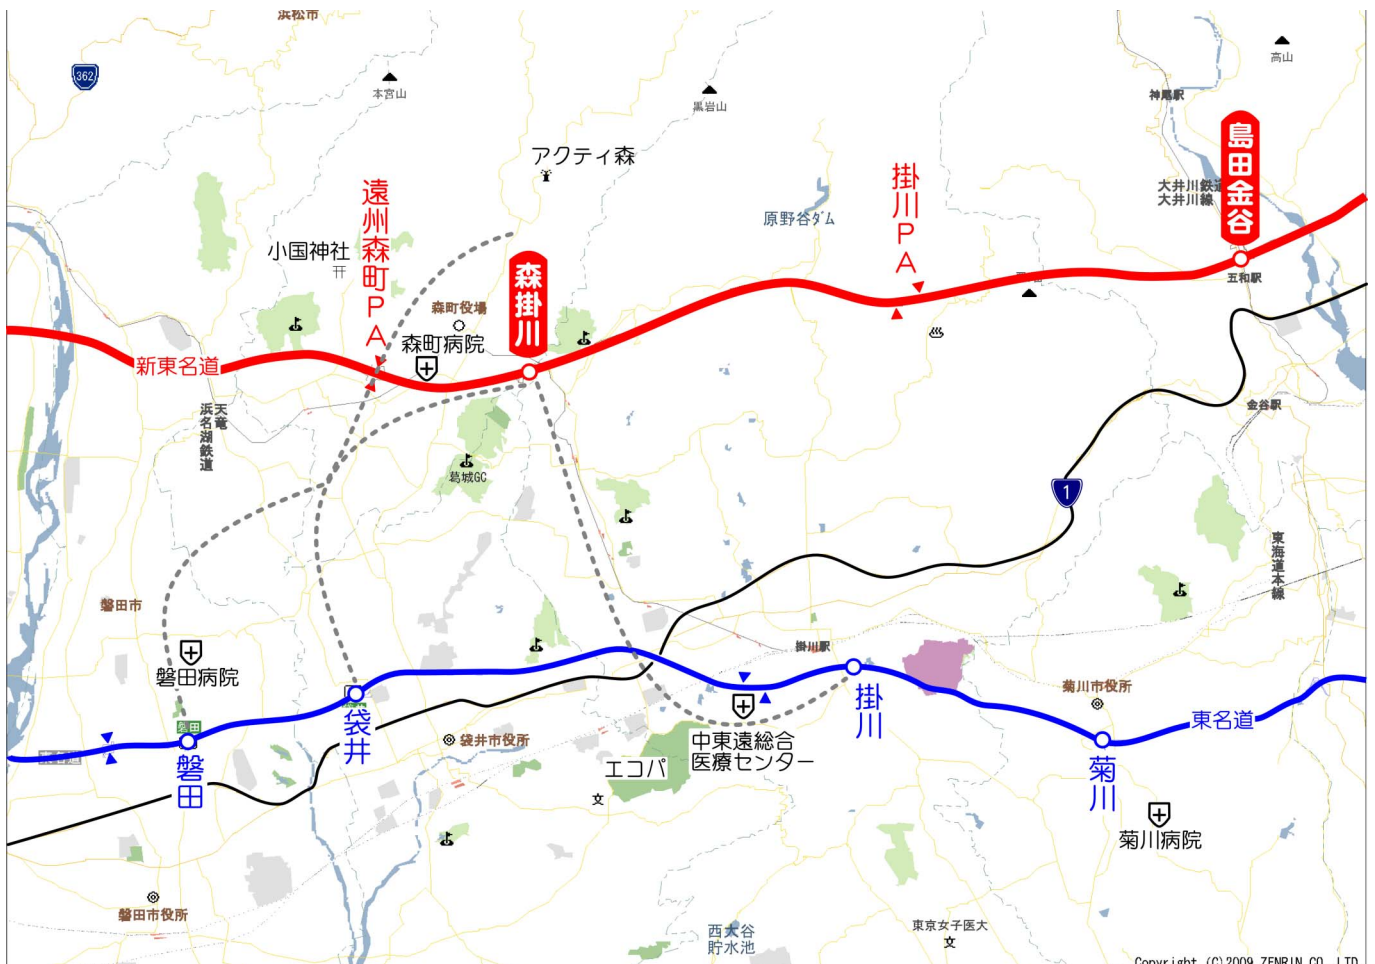 浜松市
362
本宮山
黒岩山
高山
神尾駅
島田金谷
アクティ森
大井川鉄道
大井川線
遠州森町PA
掛川PA
原野谷ダム
小国神社
森掛川
五和駅
森町役場
森町病院
新東名道
天竜
浜名湖鉄道
金谷駅
葛城GC
1
東海道本線
磐田市
磐田病院
掛川駅
菊川市役所
掛川
袋井
東名道
磐田
袋井市役所
中東遠総合
医療センター
エコパ
菊川
菊川病院
磐田市役所
西大谷
貯水池
東京女子医大
Copyright (C)2009 ZENRIN CO.,LTD